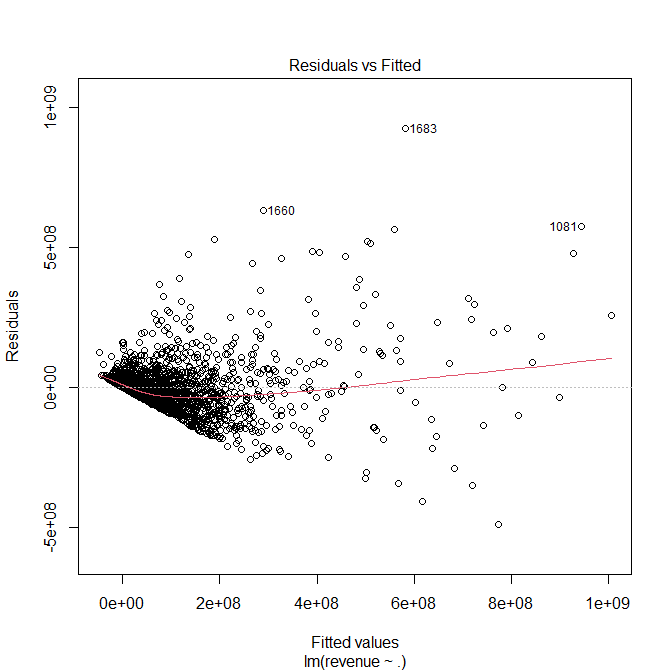 Residuals vs Fitted
1e+09
5e+08
0e+00
-5e+08
Residuals
1683
1660
1081
0e+00 2e+08 4e+08 6e+08 8e+08 1e+09
Fitted values
lm(revenue ~ .)